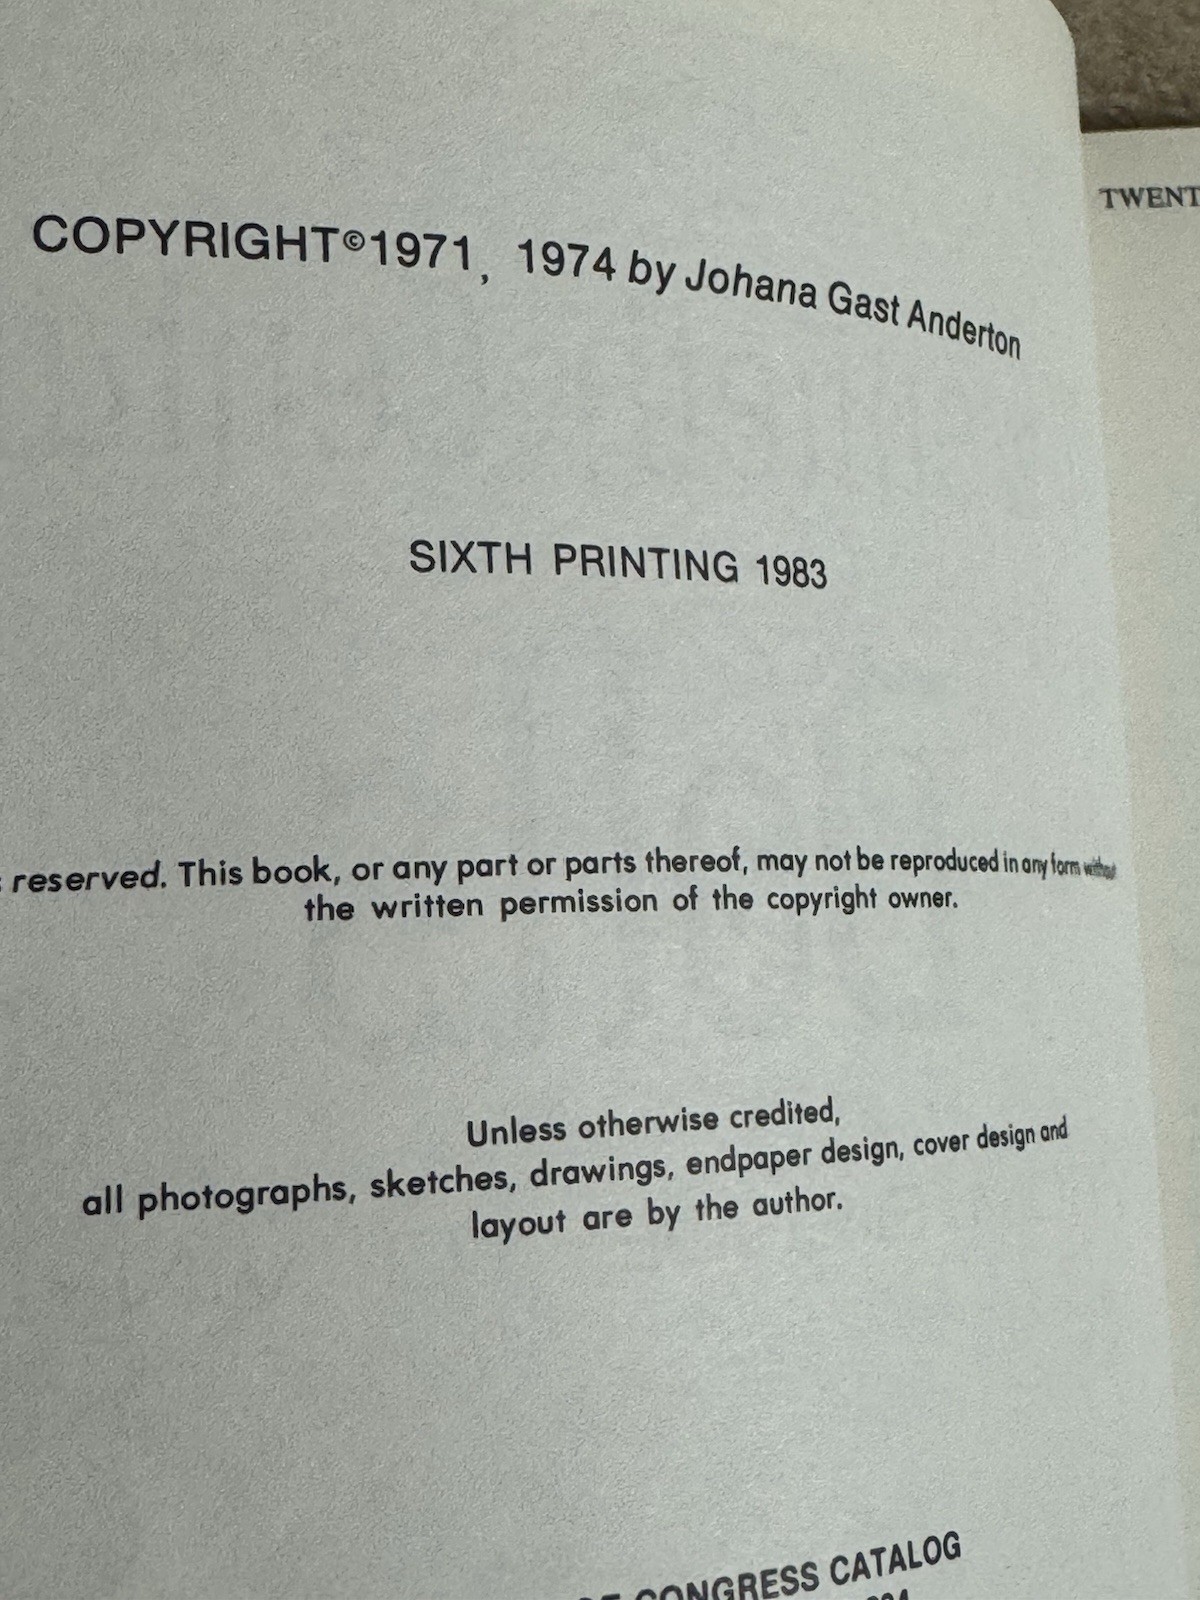 COPYRIGHT©1971, 1974 by Johana Gast Anderton
TWENT
SIXTH PRINTING 1983
reserved. This book, or any part or parts thereof, may not be reproduced in any form without
the written permission of the copyright owner.
Unless otherwise credited,
all photographs, sketches, drawings, endpaper design, cover design and
layout are by the author.
CONGRESS CATALOG